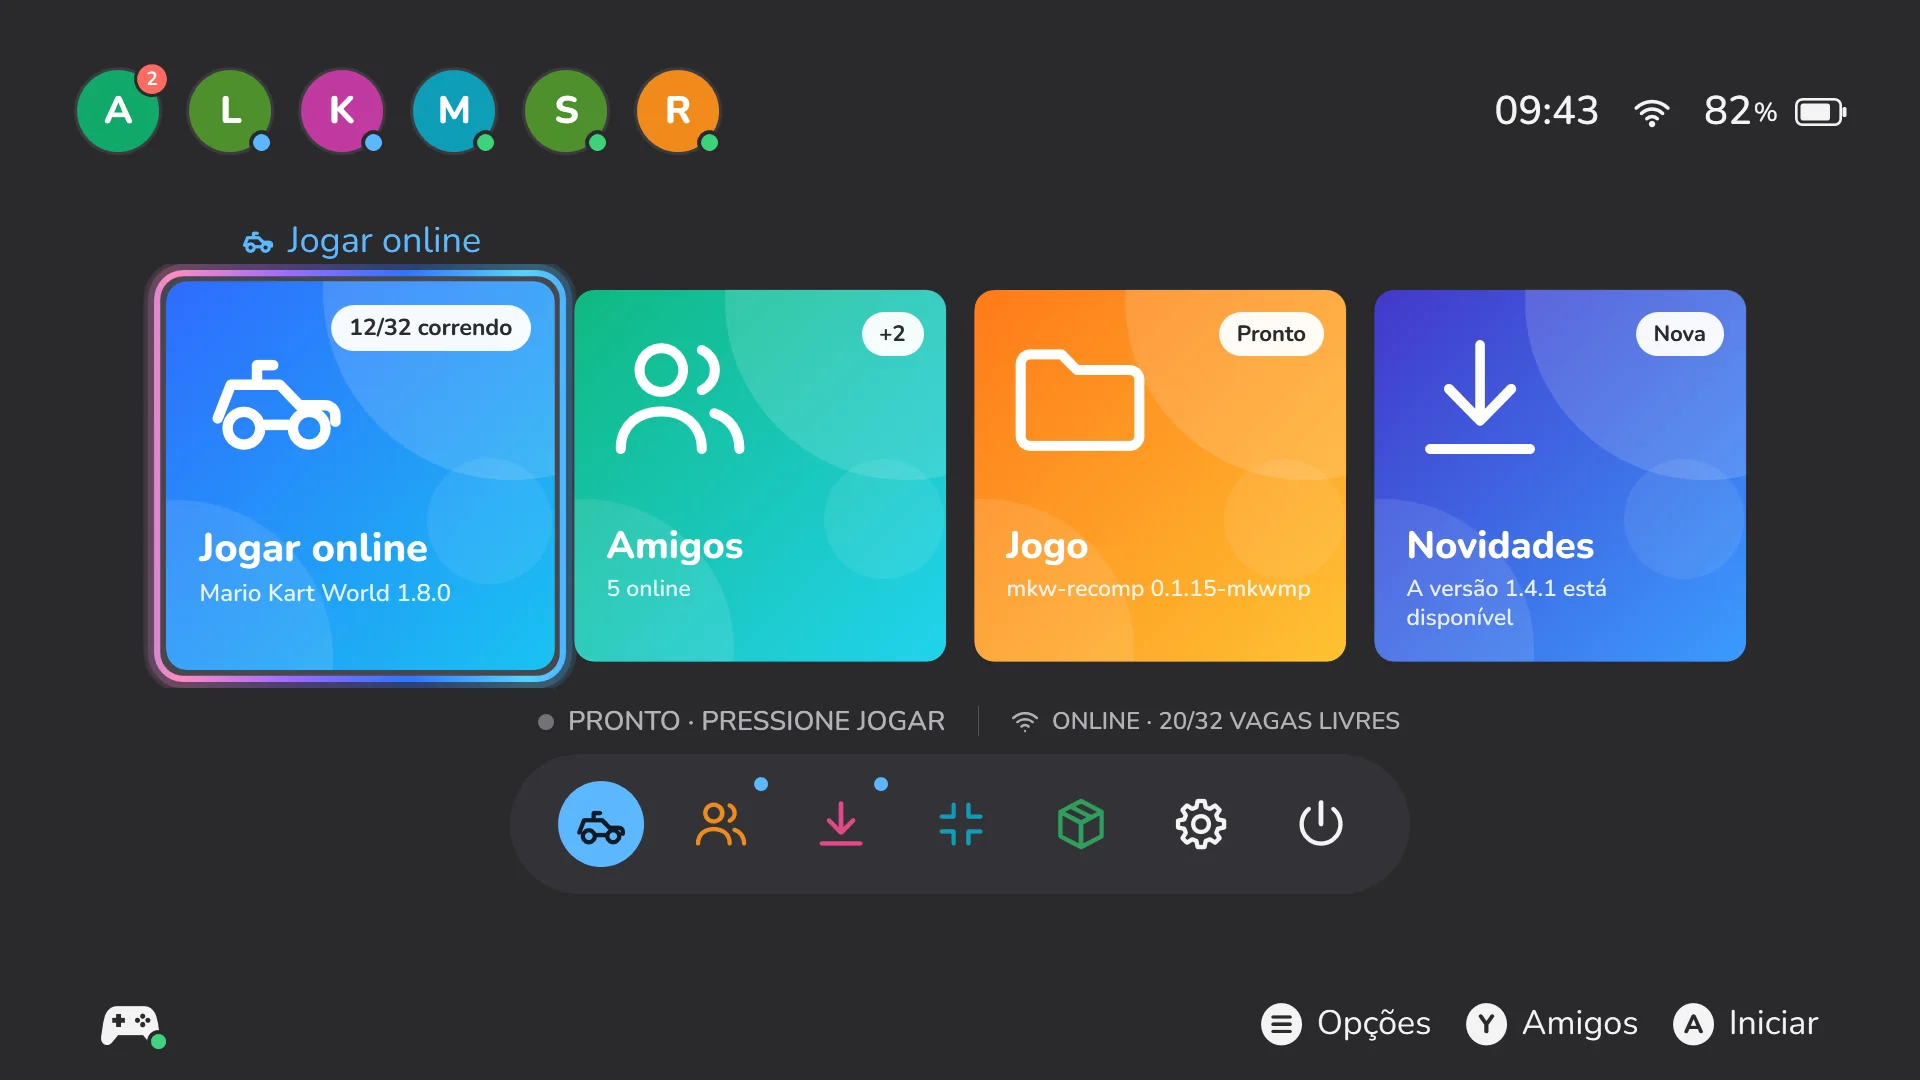 A
2
L
K
M
S
R
09:43
82%
Jogar online
12/32 correndo
Jogar online
Mario Kart World 1.8.0
+2
Amigos
5 online
Pronto
Jogo
mkw-recomp 0.1.15-mkwmp
Nova
Novidades
A versão 1.4.1 está
disponível
PRONTO · PRESSIONE JOGAR
ONLINE · 20/32 VAGAS LIVRES
Opções
Y Amigos
A Iniciar